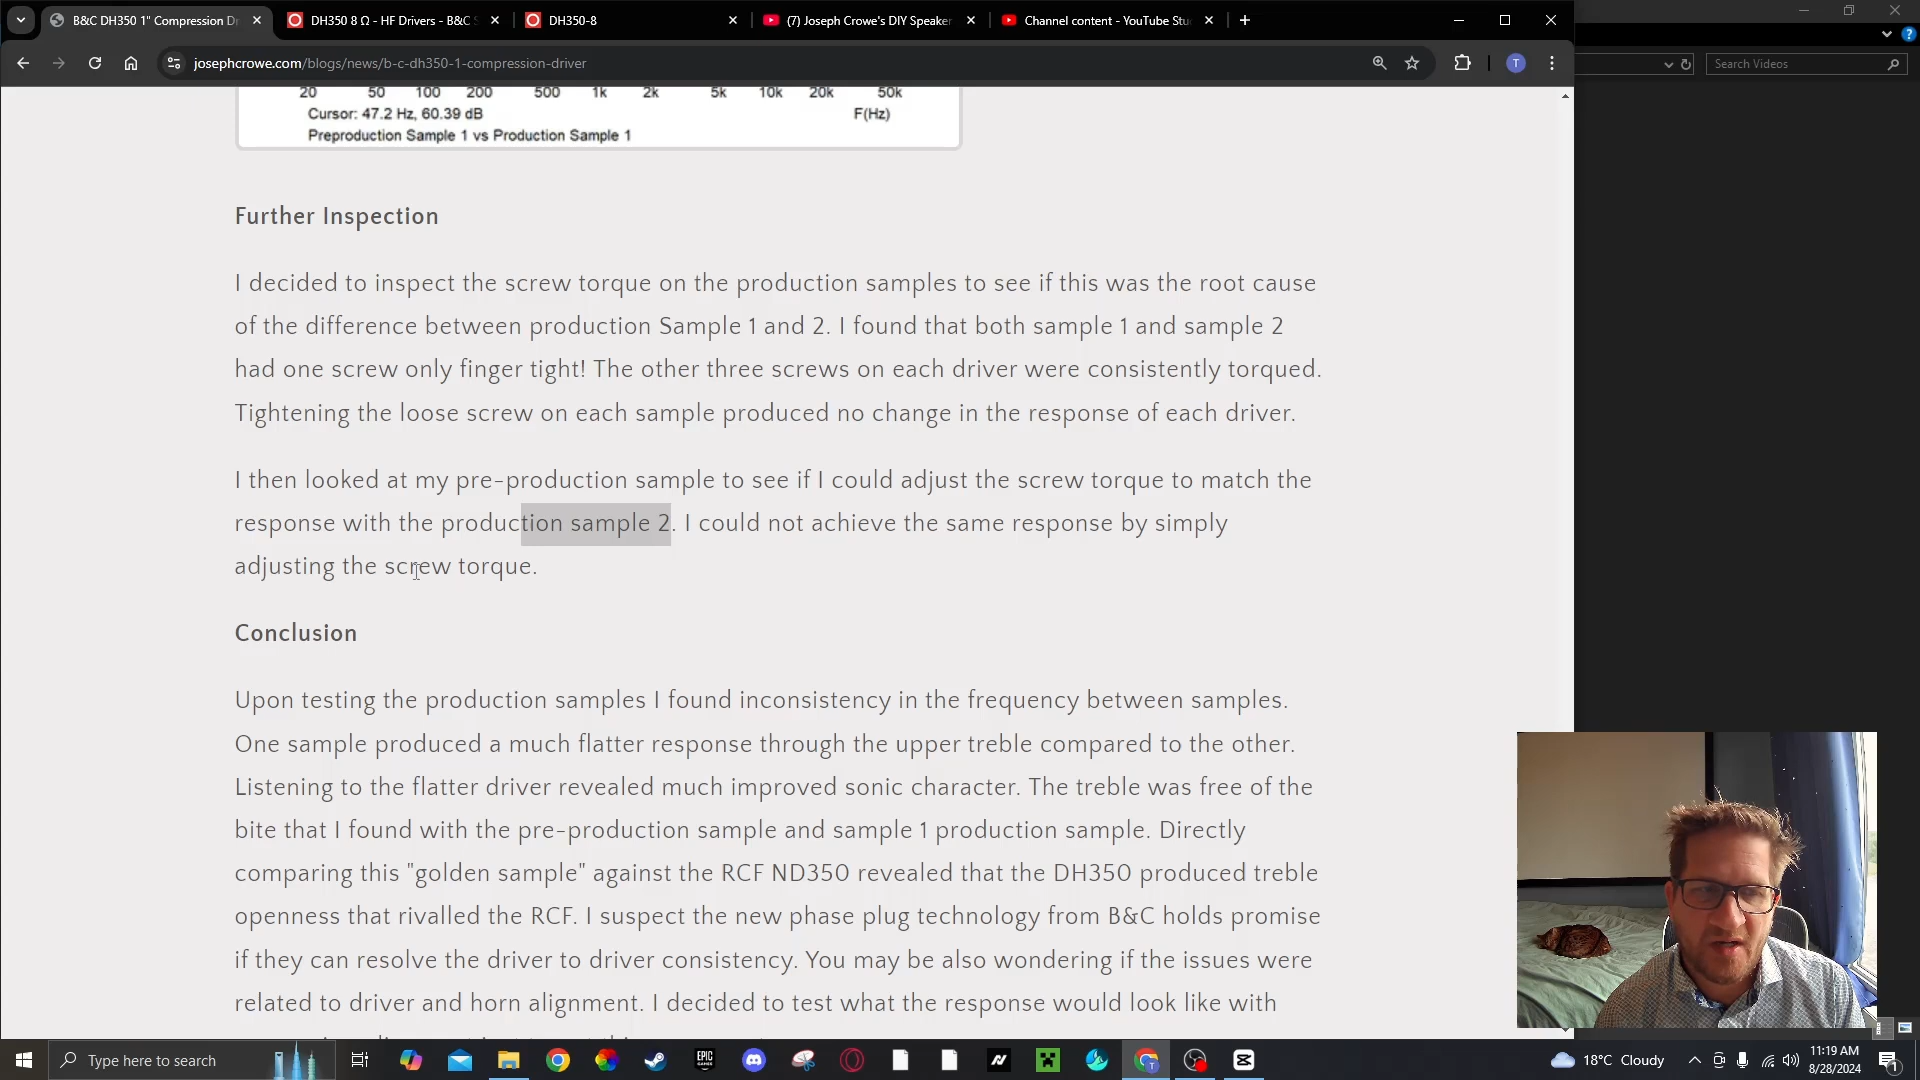 B&C DH350 1" Compression Dr
DH350 8 Ω - HF Drivers - B&C S
DH350-8
(7) Joseph Crowe's DIY Speaker
Channel content - YouTube Stu
josephcrowe.com/blogs/news/b-c-dh350-1-compression-driver
T
Search Videos
20 50 100 200 500 1k 2k 5k 10k 20k 50k
Cursor: 47.2 Hz, 60.39 dB F(Hz)
Preproduction Sample 1 vs Production Sample 1
Further Inspection
I decided to inspect the screw torque on the production samples to see if this was the root cause
of the difference between production Sample 1 and 2. I found that both sample 1 and sample 2
had one screw only finger tight! The other three screws on each driver were consistently torqued.
Tightening the loose screw on each sample produced no change in the response of each driver.
I then looked at my pre-production sample to see if I could adjust the screw torque to match the
response with the production sample 2. I could not achieve the same response by simply
adjusting the screw torque.
Conclusion
Upon testing the production samples I found inconsistency in the frequency between samples.
One sample produced a much flatter response through the upper treble compared to the other.
Listening to the flatter driver revealed much improved sonic character. The treble was free of the
bite that I found with the pre-production sample and sample 1 production sample. Directly
comparing this "golden sample" against the RCF ND350 revealed that the DH350 produced treble
openness that rivalled the RCF. I suspect the new phase plug technology from B&C holds promise
if they can resolve the driver to driver consistency. You may be also wondering if the issues were
related to driver and horn alignment. I decided to test what the response would look like with
Type here to search
EPIC GAMES
T
18°C Cloudy
11:19 AM
8/28/2024
1